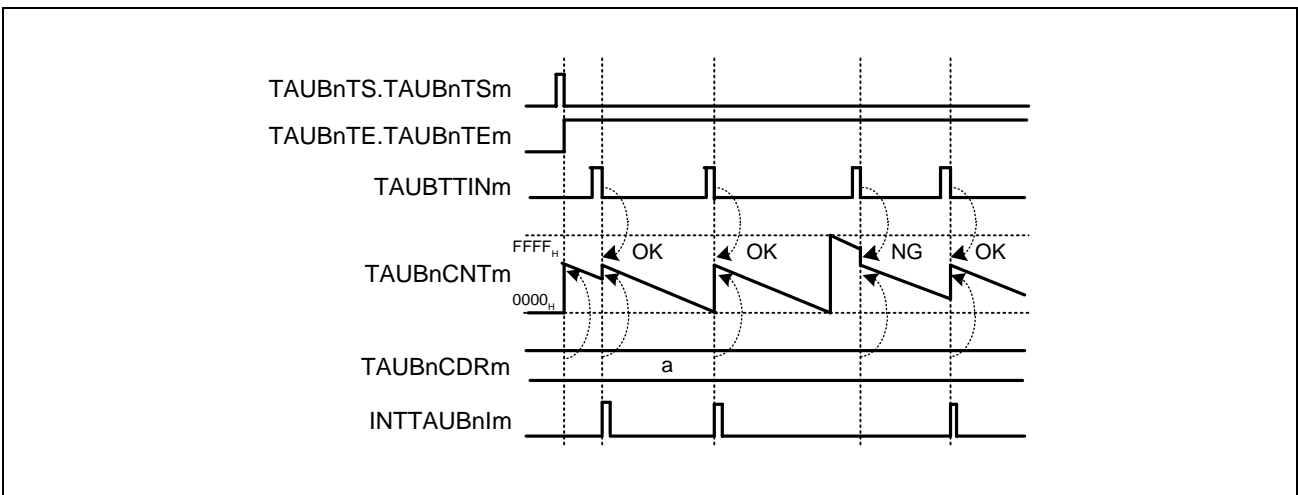 TAUBnTS.TAUBnTSm
TAUBnTE.TAUBnTEm
TAUBTTINm
FFFFH
OK OK NG OK
TAUBnCNTm
0000H
TAUBnCDRm a
INTTAUBnIm